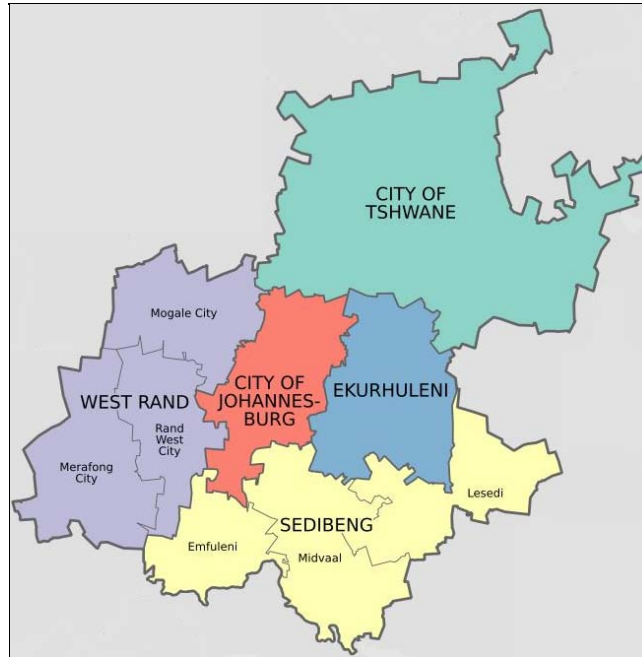 CITY OF
TSHWANE
Mogale City
WEST RAND
CITY OF
JOHANNES-
BURG
EKURHULENI
Rand
West
City
Merafong
City
Lesedi
SEDIBENG
Emfuleni
Midvaal